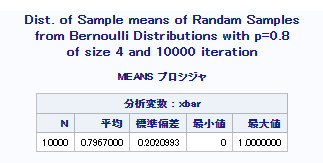 Dist. of Sample means of Randam Samples
from Bernoulli Distributions with p=0.8
of size 4 and 10000 iteration
MEANS プロシジャ
分析変数 : xbar
N 平均 標準偏差 最小値 最大値
10000 0.7967000 0.2020993 0 1.0000000